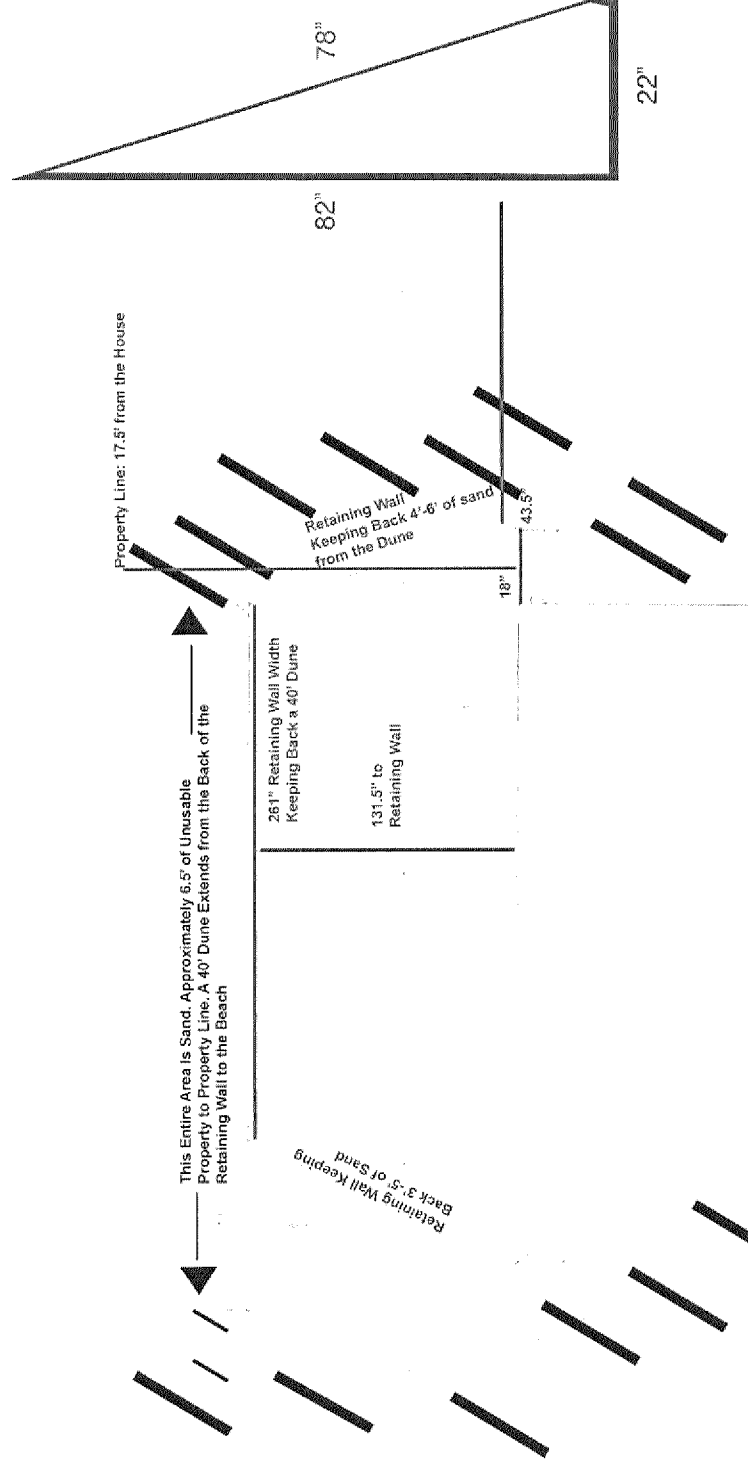 78"
82"
22"
Property Line: 17.5' from the House
This Entire Area Is Sand. Approximately 6.5' of Unusable
Property to Property Line. A 40' Dune Extends from the Back of the
Retaining Wall to the Beach
Retaining Wall
Keeping Back 4'-6' of sand
from the Dune
43.5"
18"
261" Retaining Wall Width
Keeping Back a 40' Dune
131.5" to
Retaining Wall
Retaining Wall Keeping
Back 3'-5' of Sand